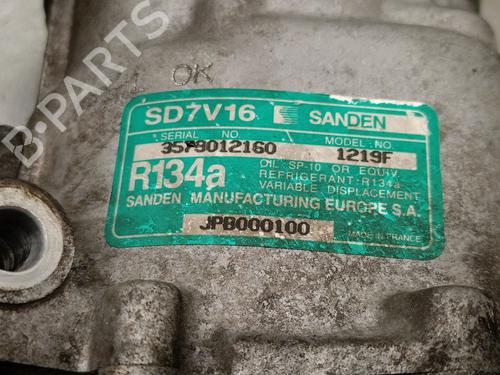 B-PARTS
OK
SD7V16 SANDEN
SERIAL NO. MODEL NO.
3579012160 1219F
R134a
OIL SP-10 OR EQUIV.
REFRIGERANT: R134a
VARIABLE DISPLACEMENT
SANDEN MANUFACTURING EUROPE S.A.
JPB000100
MADE IN FRANCE